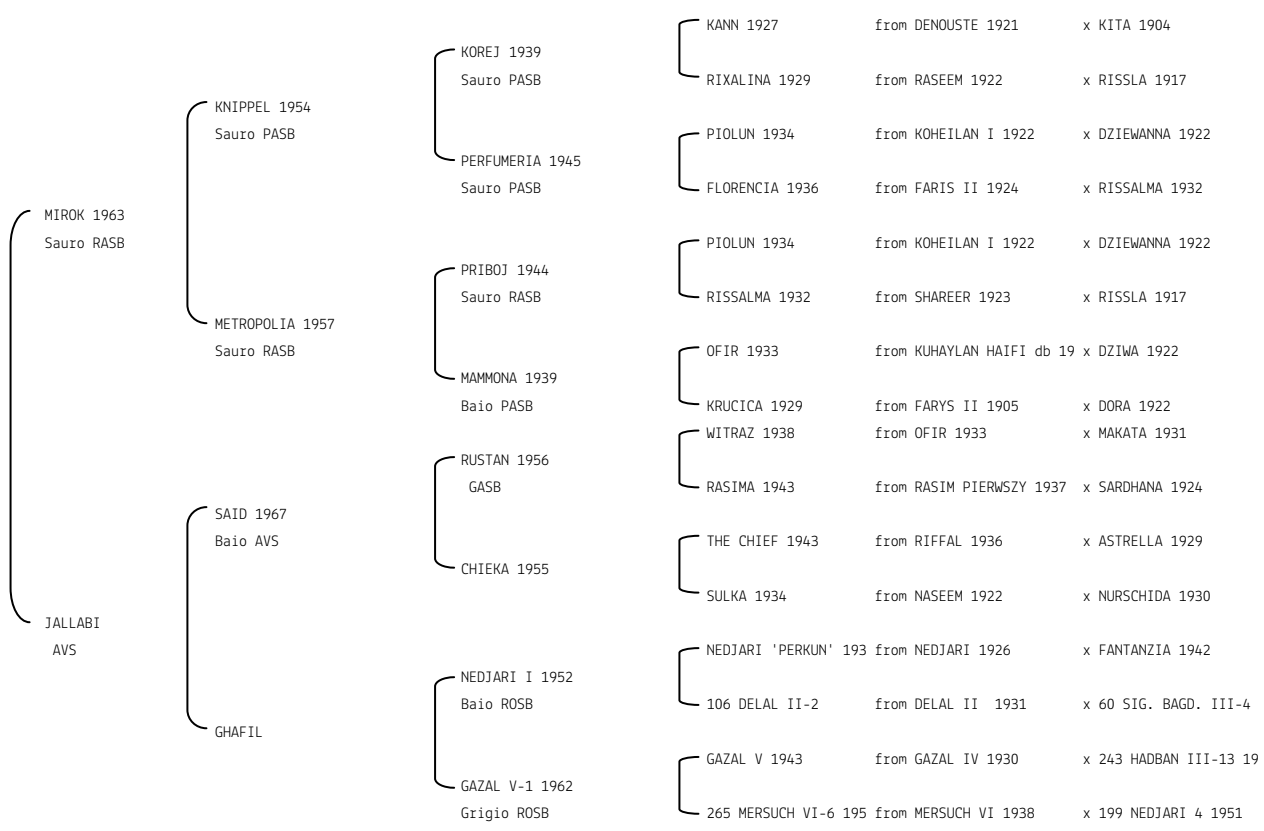 KANN 1927 from DENOUSTE 1921 x KITA 1904
KOREJ 1939
Sauro PASB RIXALINA 1929 from RASEEM 1922 x RISSLA 1917
KNIPPEL 1954
Sauro PASB PIOLUN 1934 from KOHEILAN I 1922 x DZIEWANNA 1922
PERFUMERIA 1945
Sauro PASB FLORENCIA 1936 from FARIS II 1924 x RISSALMA 1932
MIROK 1963
Sauro RASB PIOLUN 1934 from KOHEILAN I 1922 x DZIEWANNA 1922
PRIBOJ 1944
Sauro RASB RISSALMA 1932 from SHAREER 1923 x RISSLA 1917
METROPOLIA 1957
Sauro RASB OFIR 1933 from KUHAYLAN HAIFI db 19 x DZIWA 1922
MAMMONA 1939
Baio PASB KRUCICA 1929 from FARYS II 1905 x DORA 1922
WITRAZ 1938 from OFIR 1933 x MAKATA 1931
RUSTAN 1956
GASB RASIMA 1943 from RASIM PIERWSZY 1937 x SARDHANA 1924
SAID 1967
Baio AVS THE CHIEF 1943 from RIFFAL 1936 x ASTRELLA 1929
CHIEKA 1955
SULKA 1934 from NASEEM 1922 x NURSCHIDA 1930
JALLABI
AVS NEDJARI 'PERKUN' 193 from NEDJARI 1926 x FANTANZIA 1942
NEDJARI I 1952
Baio ROSB 106 DELAL II-2 from DELAL II 1931 x 60 SIG. BAGD. III-4
GHAFIL
GAZAL V 1943 from GAZAL IV 1930 x 243 HADBAN III-13 19
GAZAL V-1 1962
Grigio ROSB 265 MERSUCH VI-6 195 from MERSUCH VI 1938 x 199 NEDJARI 4 1951